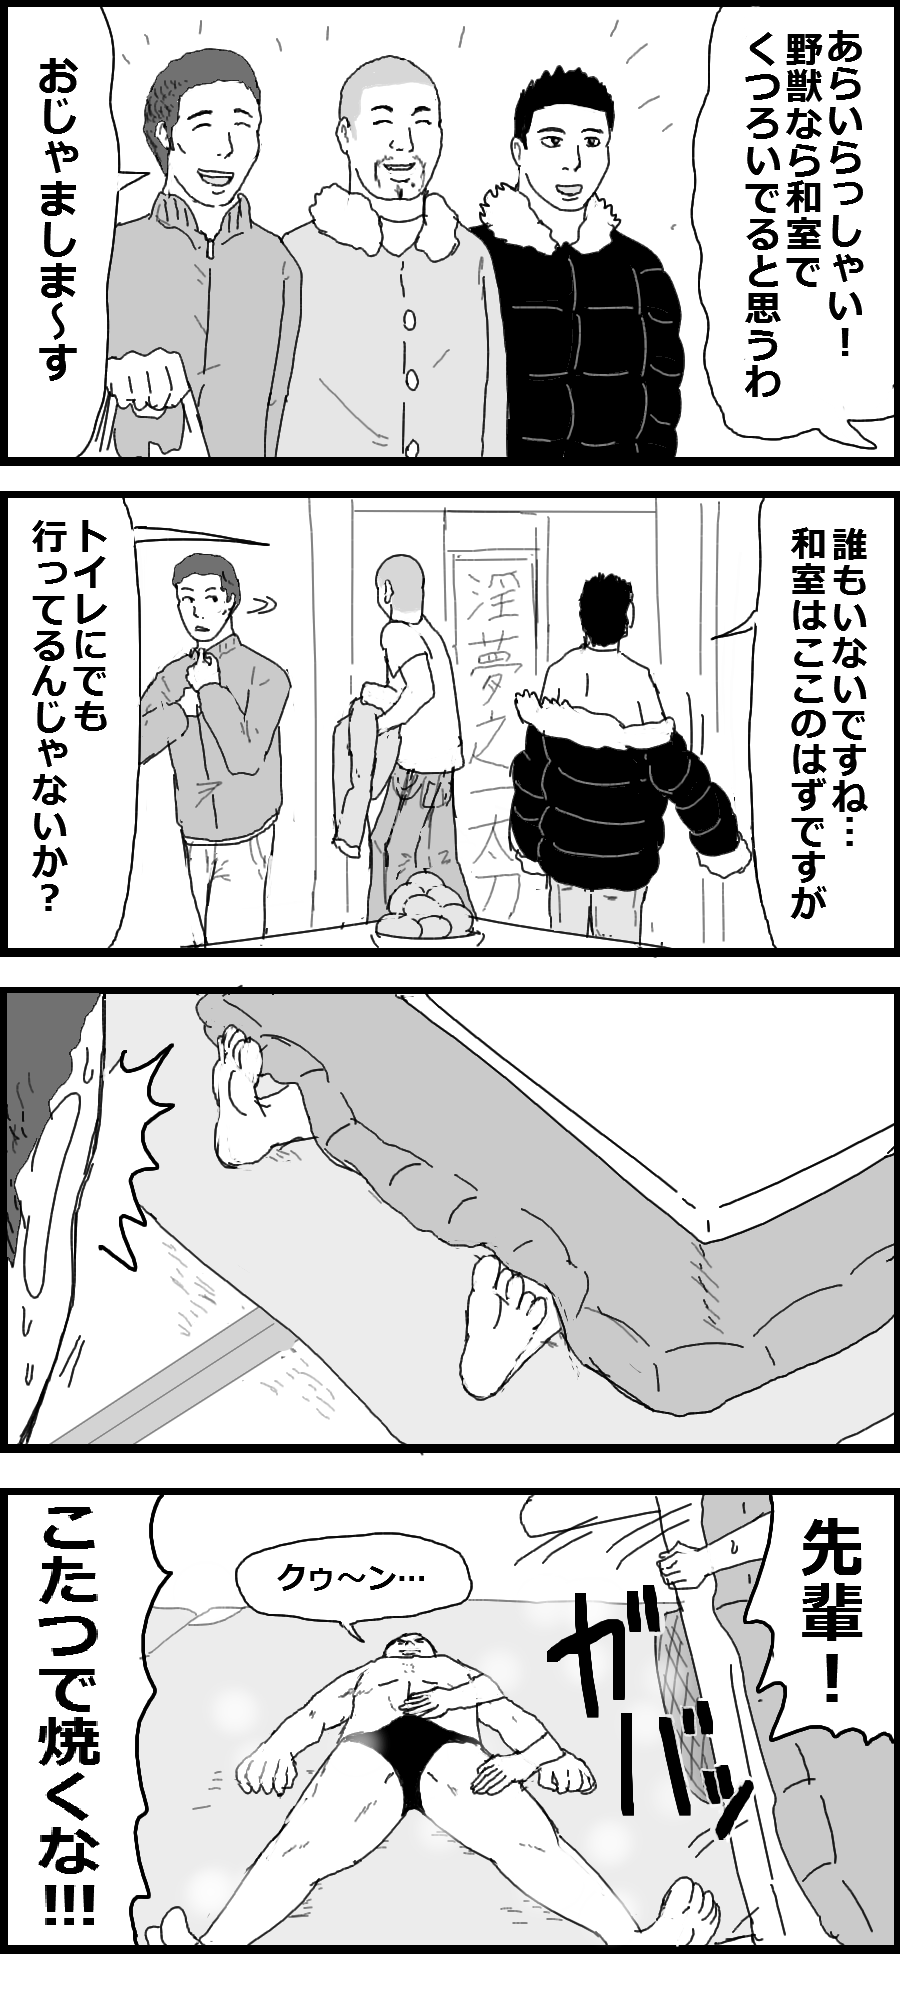 あらいらっしゃい！
野獣なら和室で
くつろいでると思うわ
おじゃましま～す
誰もいないですね…
和室はここのはずですが
淫夢之一太刀
トイレにでも
行ってるんじゃないか？
先輩！
ガバッ
クゥ～ン…
こたつで焼くな!!!